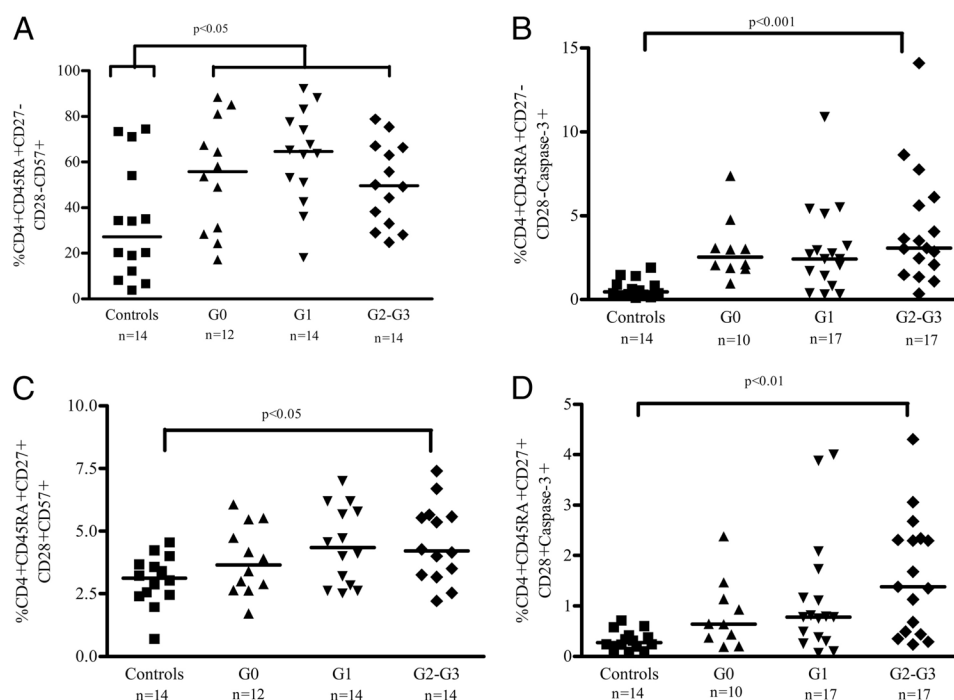 A
p<0.05
%CD4+CD45RA+CD27-
CD28-CD57+
100
80
60
40
20
0
Controls
G0
G1
G2-G3
n=14
n=12
n=14
n=14
B
p<0.001
%CD4+CD45RA+CD27-
CD28-Caspase-3+
15
10
5
0
Controls
G0
G1
G2-G3
n=14
n=10
n=17
n=17
C
p<0.05
%CD4+CD45RA+CD27+
CD28+CD57+
10.0
7.5
5.0
2.5
0.0
Controls
G0
G1
G2-G3
n=14
n=12
n=14
n=14
D
p<0.01
%CD4+CD45RA+CD27+
CD28+Caspase-3+
5
4
3
2
1
0
Controls
G0
G1
G2-G3
n=14
n=10
n=17
n=17